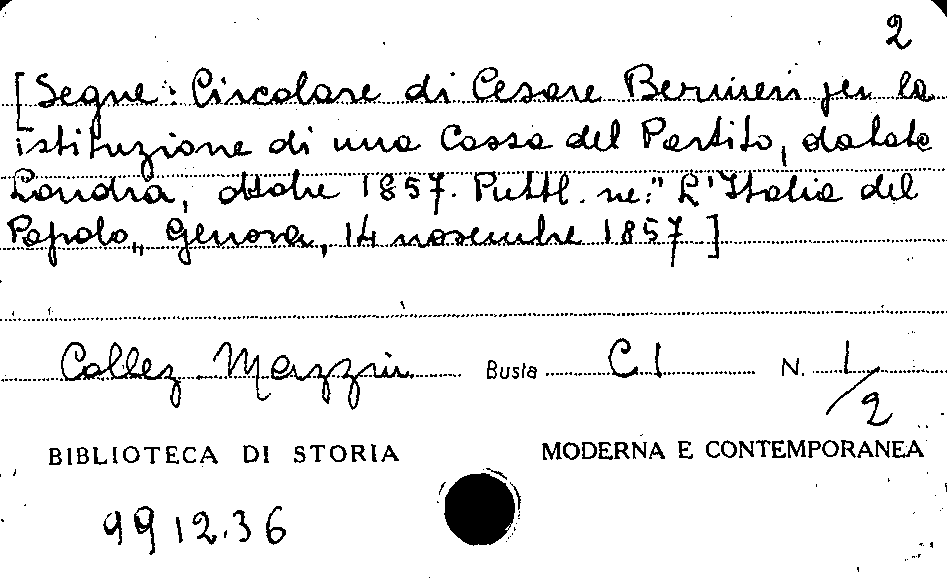 2
[Segue: Circolare di Cesare Bernieri per la
istituzione di una Cassa del Partito, datata
Londra, ottobre 1857. Pubbl. ne: "L'Italia del
Popolo", Genova, 14 novembre 1857]
Collez. Mazzini Busta C 1 N. 1/2
BIBLIOTECA DI STORIA MODERNA E CONTEMPORANEA
9912.36